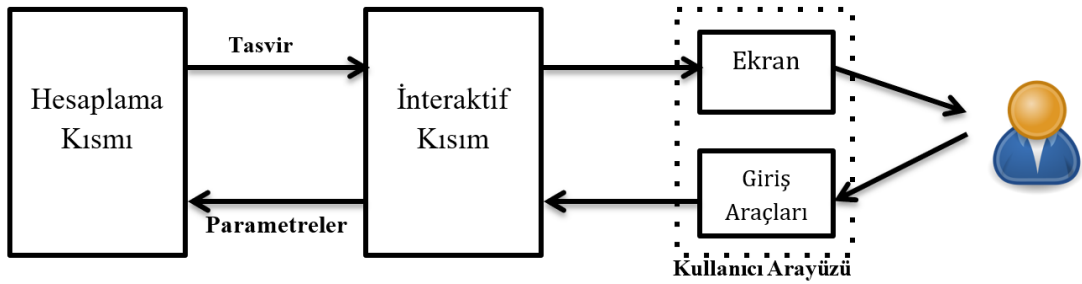 Hesaplama
Kısmı
Tasvir
Parametreler
İnteraktif
Kısım
Ekran
Giriş
Araçları
Kullanıcı Arayüzü